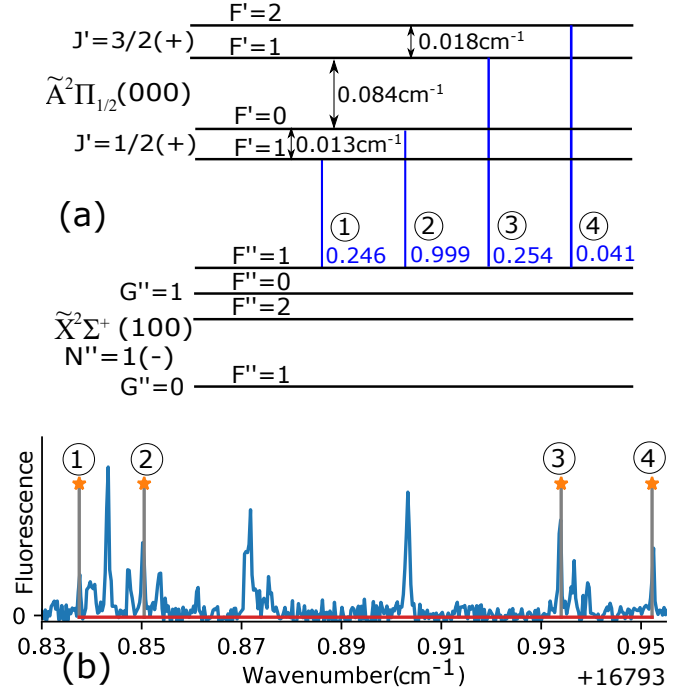 F'=2
J'=3/2(+)
F'=1
0.018cm⁻¹
Ã²Π₁/₂(000)
0.084cm⁻¹
F'=0
J'=1/2(+)
F'=1
0.013cm⁻¹
(a)
① ② ③ ④
F''=1 0.246 0.999 0.254 0.041
F''=0
G''=1
F''=2
X̃²Σ⁺(100)
N''=1(-)
G''=0
F''=1
① ② ③ ④
Fluorescence
0
0.83 0.85 0.87 0.89 0.91 0.93 0.95
(b)
Wavenumber(cm⁻¹)
+16793